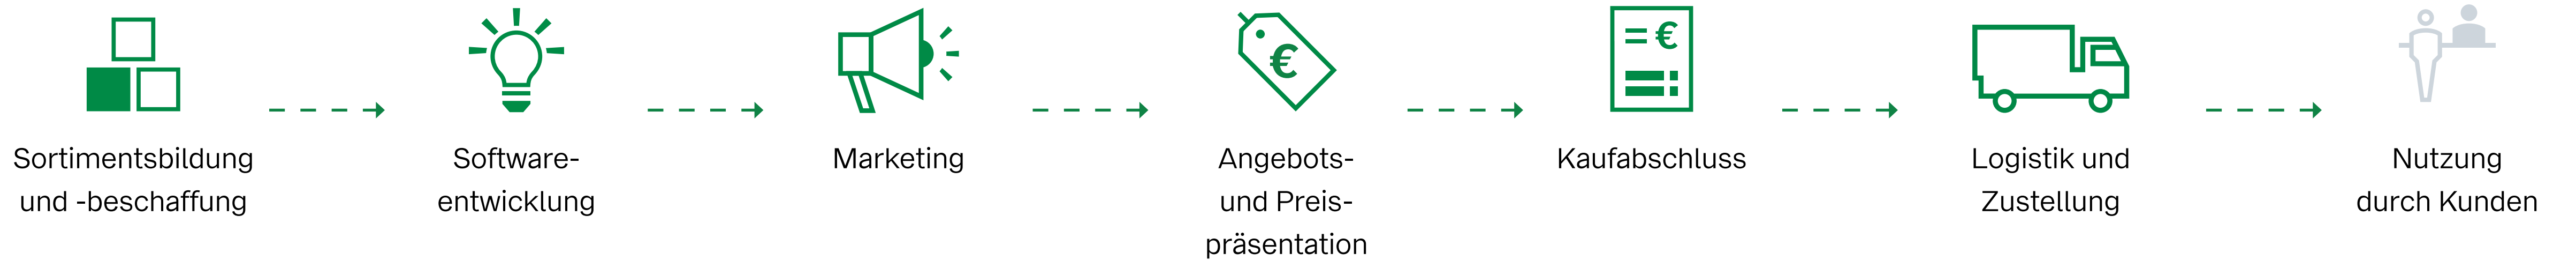 €
= €
Sortimentsbildung
und -beschaffung
Software-
entwicklung
Marketing
Angebots-
und Preis-
präsentation
Kaufabschluss
Logistik und
Zustellung
Nutzung
durch Kunden